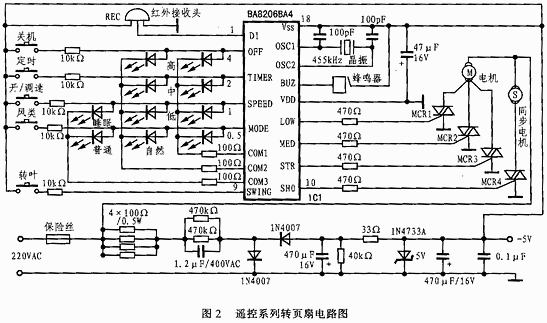 REC
红外接收头
BA8206BA4
18
1
D1
VSS
100pF
100pF
关机
10kΩ
OFF
高
4
OSC1
455kHz
晶振
47μF
16V
定时
10kΩ
TIMER
中
2
OSC2
BUZ
蜂鸣器
M
电机
S
同步电机
开/调速
10kΩ
SPEED
低
1
VDD
MCR1
风类
10kΩ
睡眠
MODE
0.5
LOW
470Ω
MCR2
普通
自然
100Ω
COM1
MED
470Ω
MCR3
100Ω
COM2
STR
470Ω
MCR4
转叶
10kΩ
100Ω
COM3
9
SWING
SHO
10
470Ω
IC1
220VAC
保险丝
4×100Ω
/0.5W
470kΩ
470kΩ
1.2μF/400VAC
1N4007
1N4007
470μF
16V
33Ω
40kΩ
1N4733A
5V
470μF/16V
0.1μF
-5V
图 2 遥控系列转页扇电路图